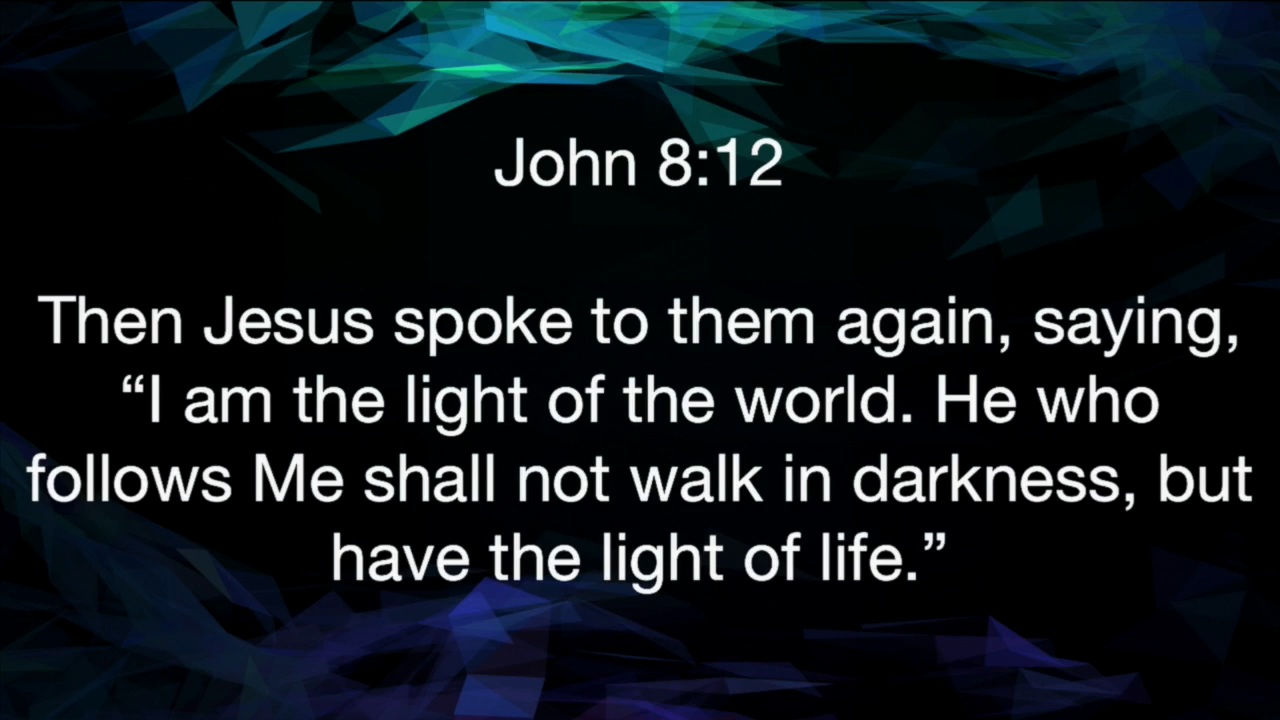 John 8:12
Then Jesus spoke to them again, saying,
“I am the light of the world. He who
follows Me shall not walk in darkness, but
have the light of life.”